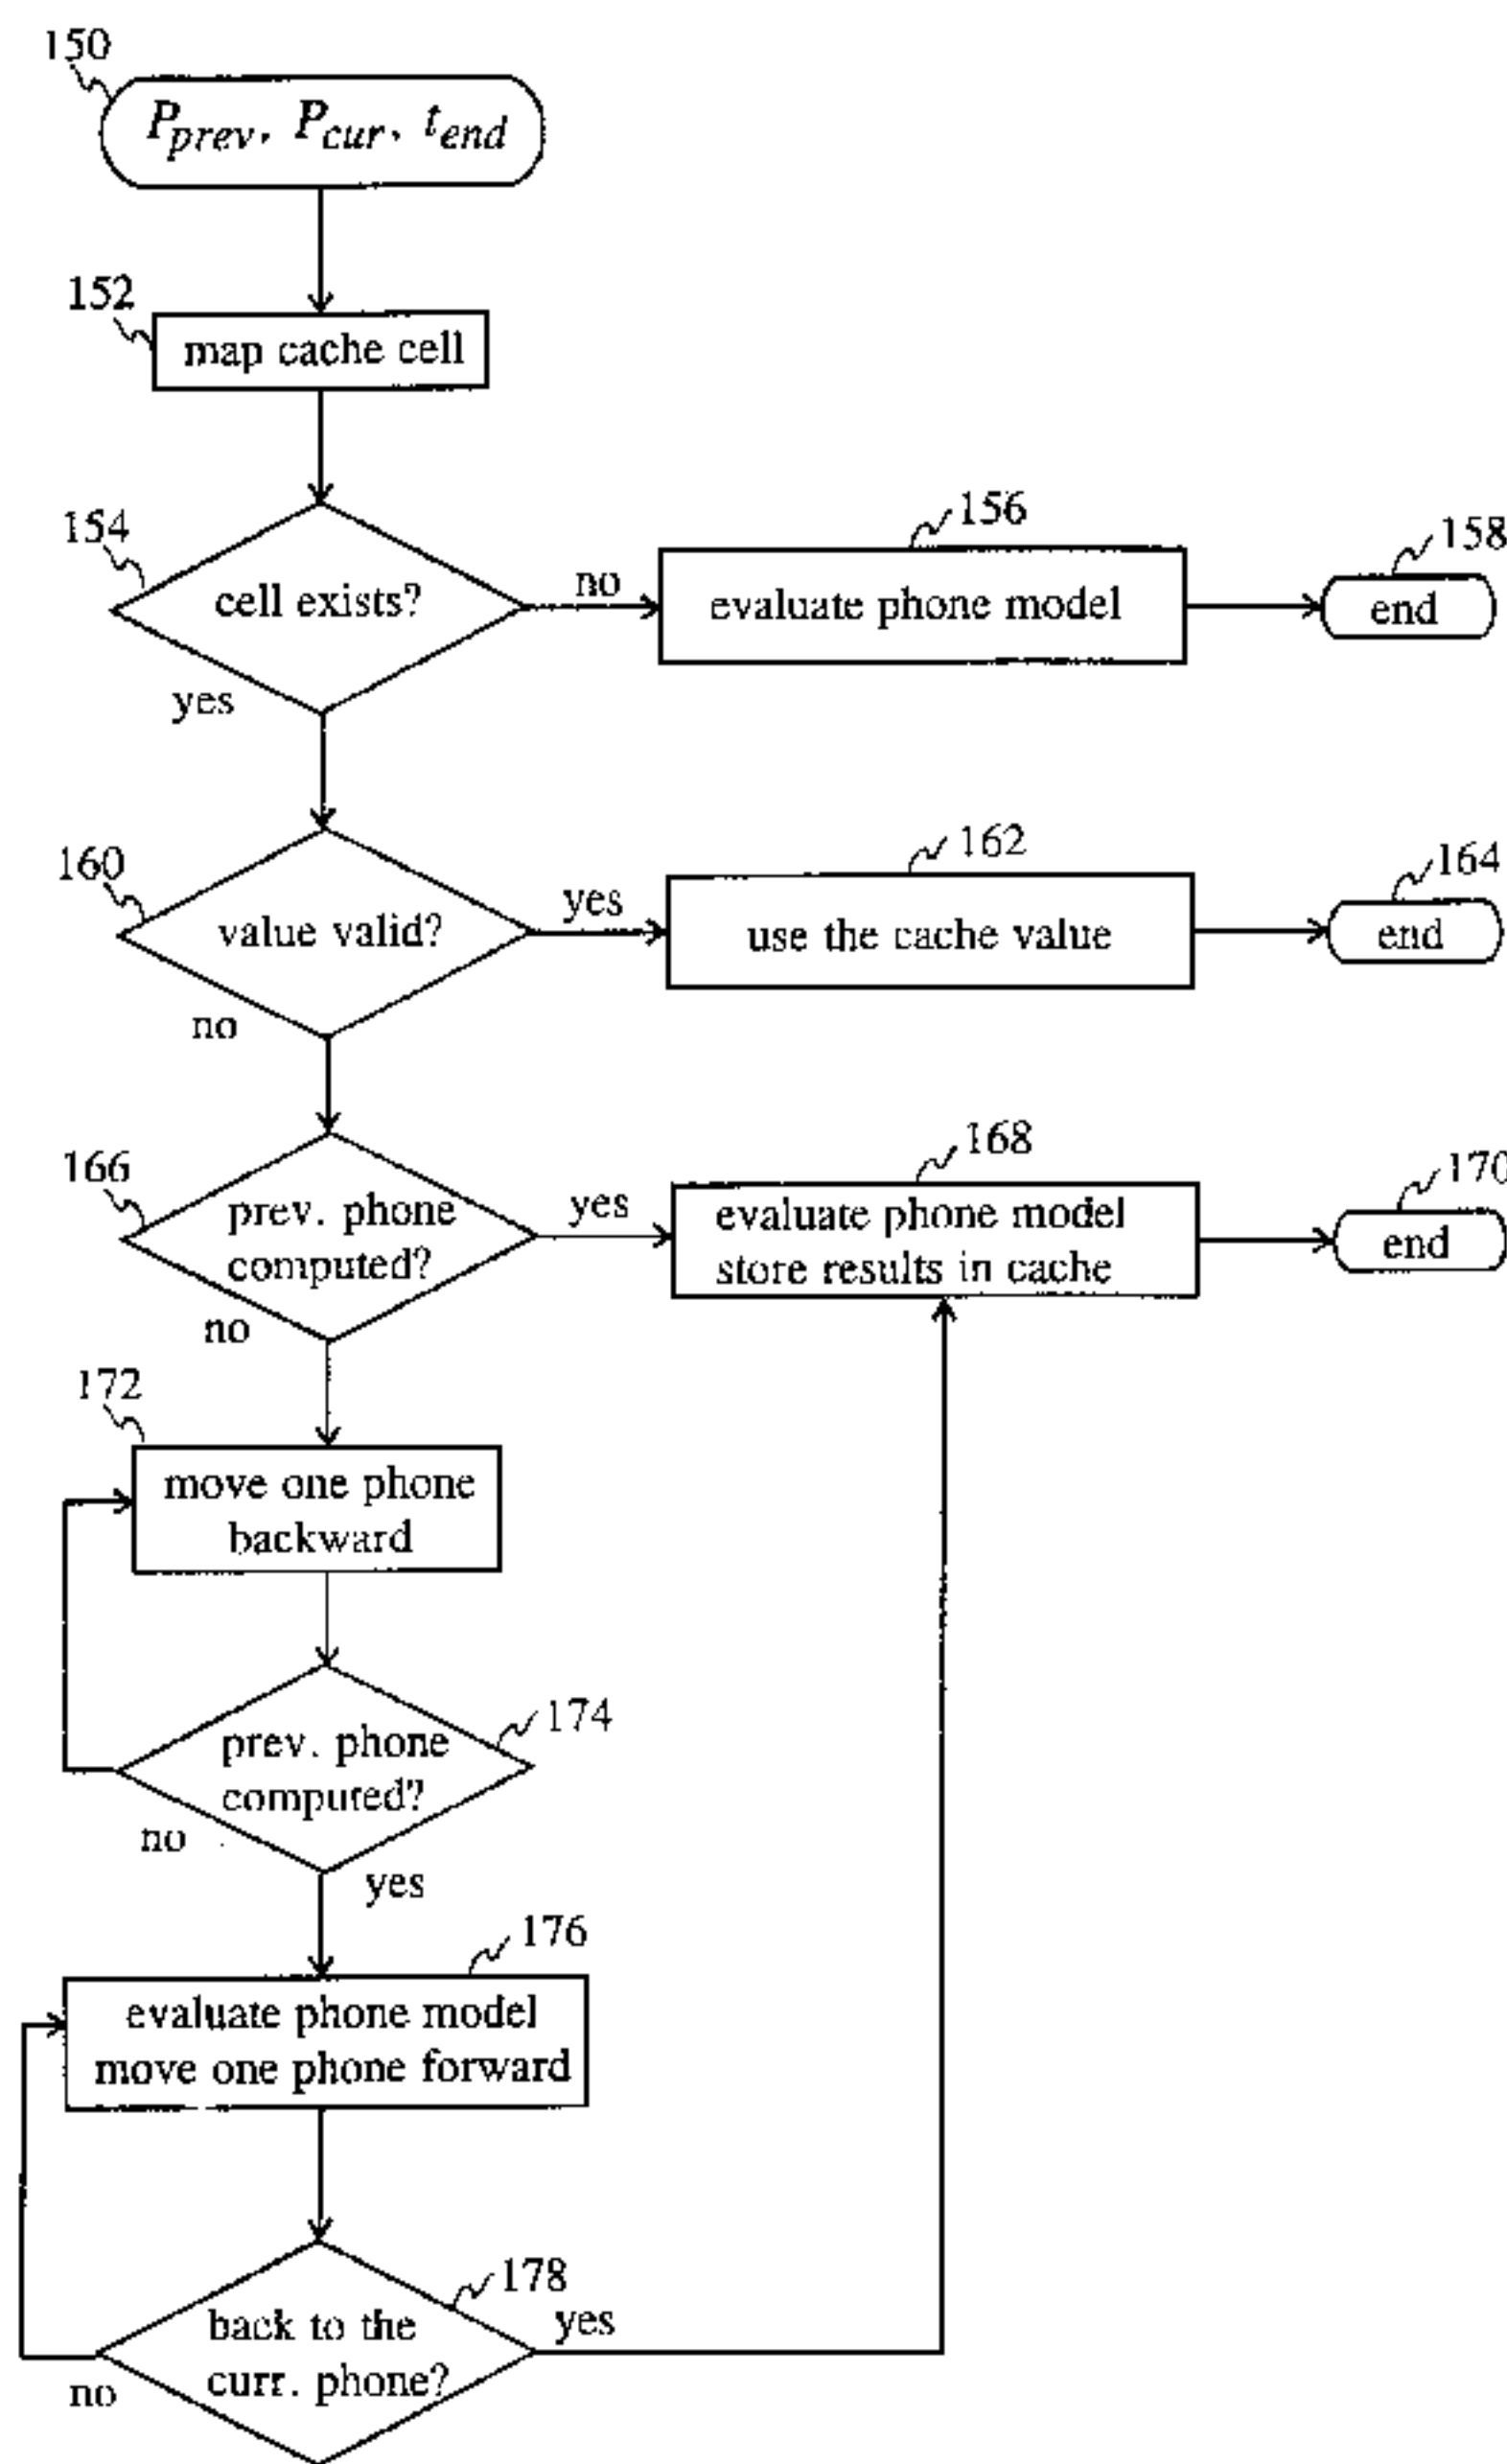 150
P_prev, P_cur, t_end
152
map cache cell
154
cell exists?
no
yes
156
evaluate phone model
158
end
160
value valid?
yes
no
162
use the cache value
164
end
166
prev. phone
computed?
yes
no
168
evaluate phone model
store results in cache
170
end
172
move one phone
backward
174
prev. phone
computed?
no
yes
176
evaluate phone model
move one phone forward
178
back to the
curr. phone?
yes
no